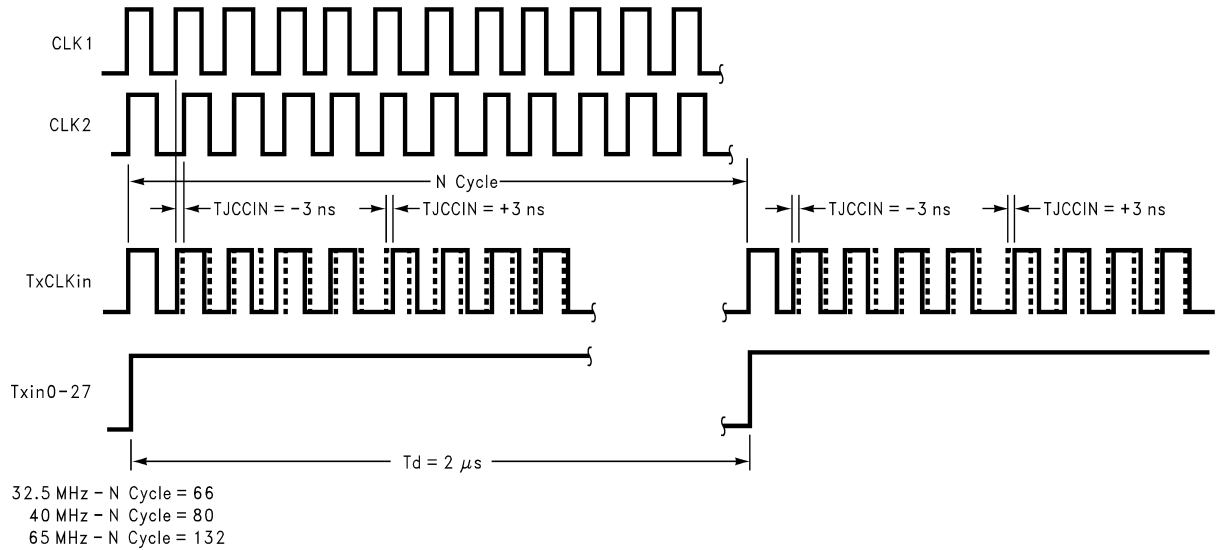 CLK1
CLK2
N Cycle
TJCCIN = −3 ns TJCCIN = +3 ns TJCCIN = −3 ns TJCCIN = +3 ns
TxCLKin
Txin0−27
Td = 2 μs
32.5 MHz − N Cycle = 66
40 MHz − N Cycle = 80
65 MHz − N Cycle = 132